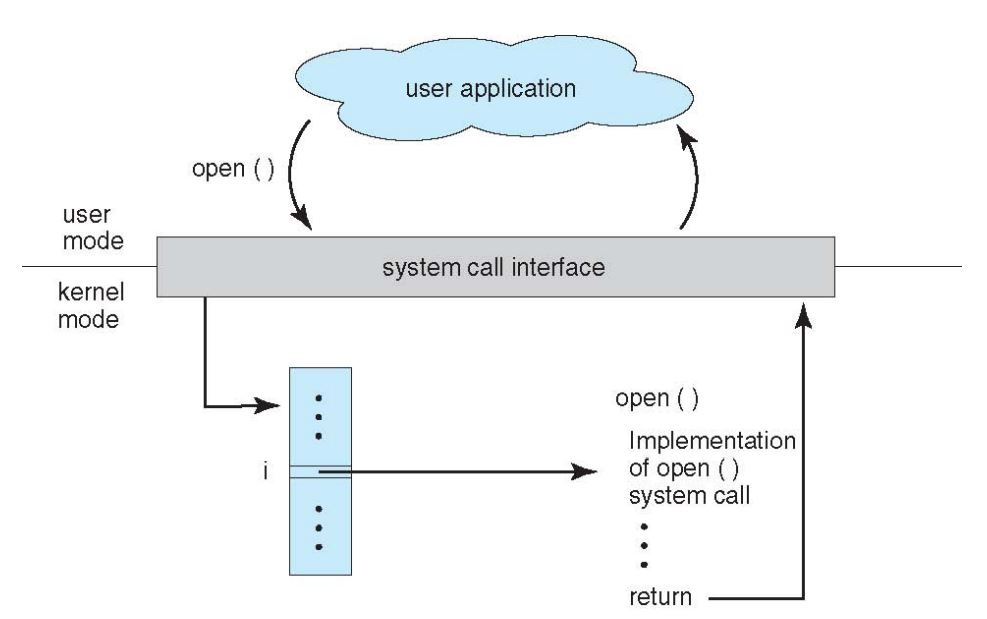 user application
open ( )
user
mode
system call interface
kernel
mode
open ( )
i
Implementation
of open ( )
system call
return